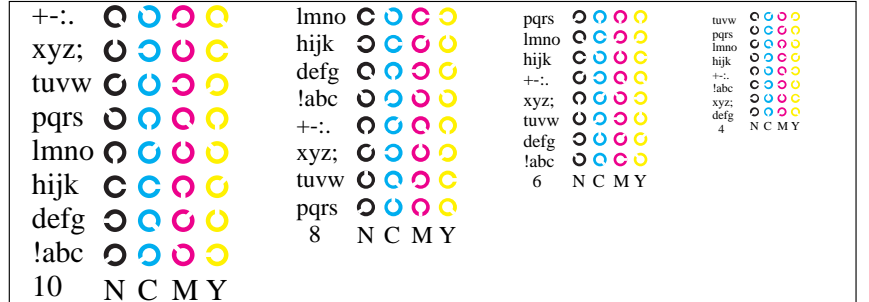 +-:.
xyz;
tuvw
pqrs
lmno
hijk
defg
!abc
10 N C M Y
lmno
hijk
defg
!abc
+-:.
xyz;
tuvw
pqrs
8 N C M Y
pqrs
lmno
hijk
+-:.
xyz;
tuvw
defg
!abc
6 N C M Y
tuvw
pqrs
lmno
hijk
+-:.
!abc
xyz;
defg
4 N C M Y